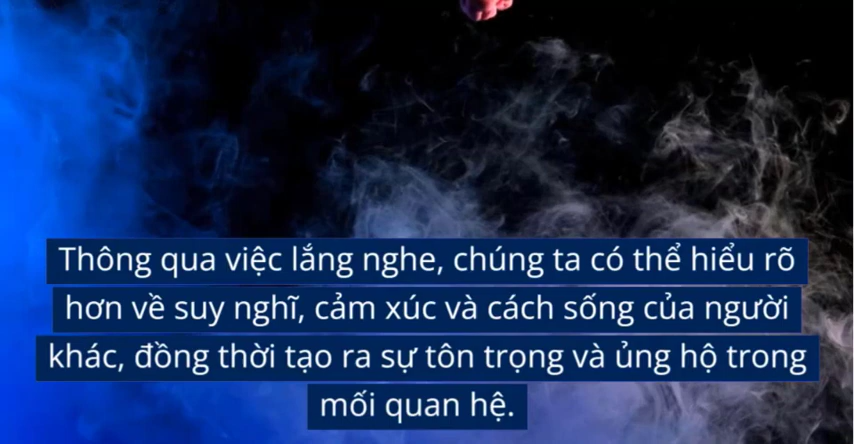 Thông qua việc lắng nghe, chúng ta có thể hiểu rõ
hơn về suy nghĩ, cảm xúc và cách sống của người
khác, đồng thời tạo ra sự tôn trọng và ủng hộ trong
mối quan hệ.